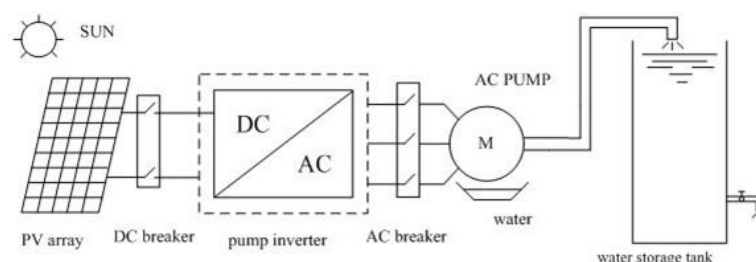 SUN
AC PUMP
DC
AC
M
water
PV array
DC breaker
pump inverter
AC breaker
water storage tank